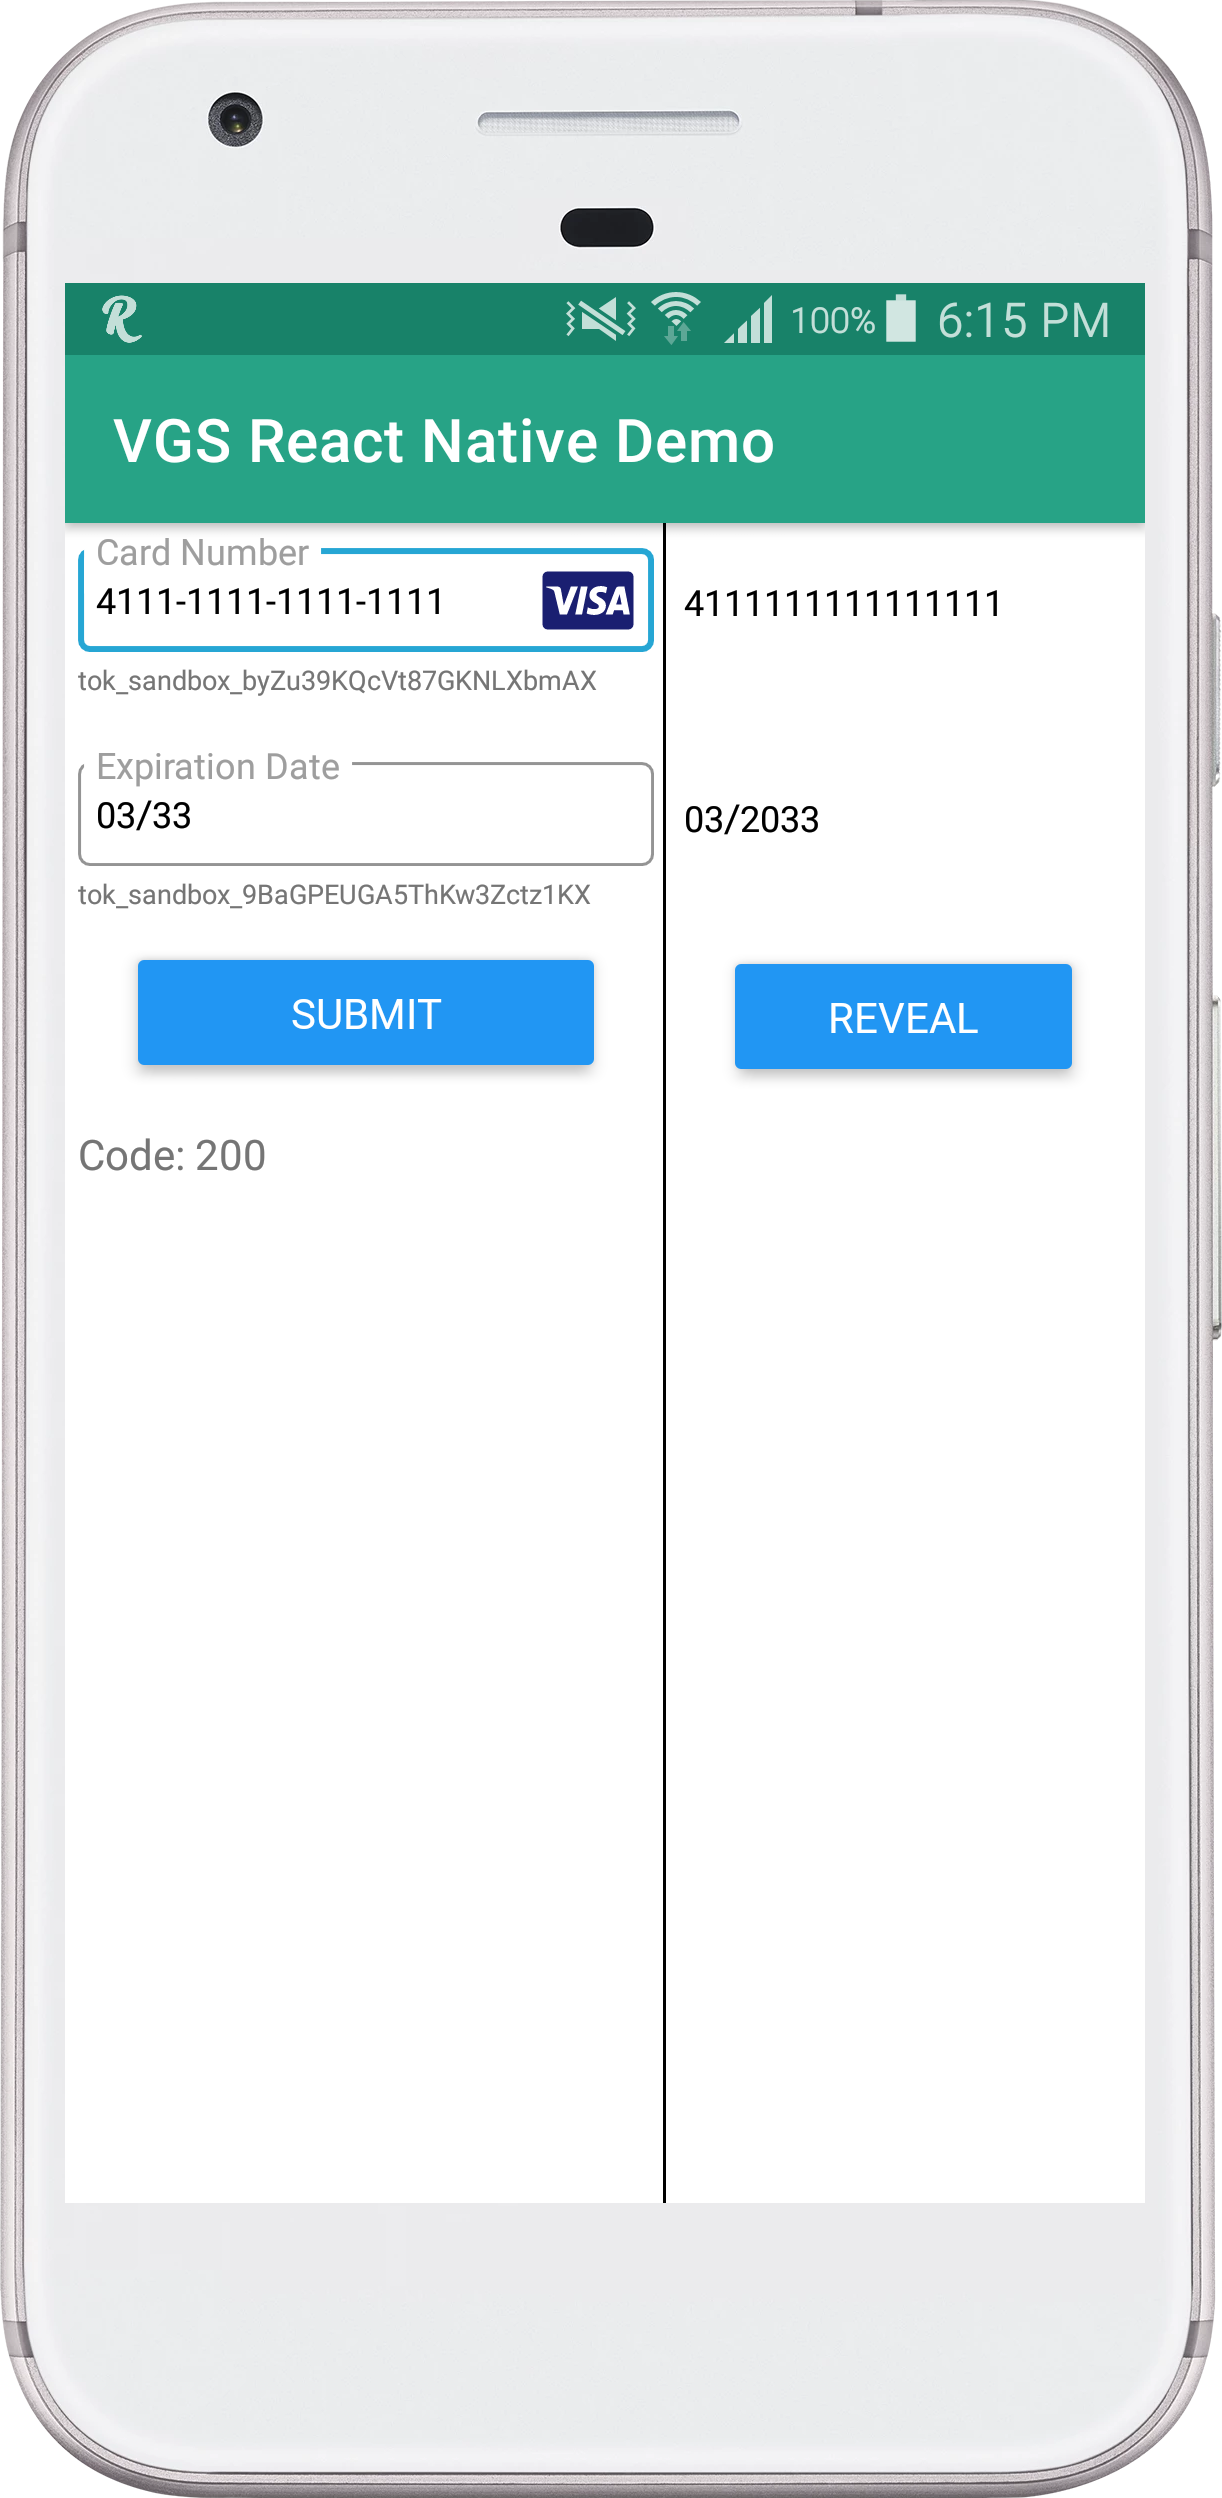 100% 6:15 PM
VGS React Native Demo
Card Number
4111-1111-1111-1111 VISA
tok_sandbox_byZu39KQcVt87GKNLXbmAX
Expiration Date
03/33
tok_sandbox_9BaGPEUGA5ThKw3Zctz1KX
SUBMIT
Code: 200
4111111111111111
03/2033
REVEAL